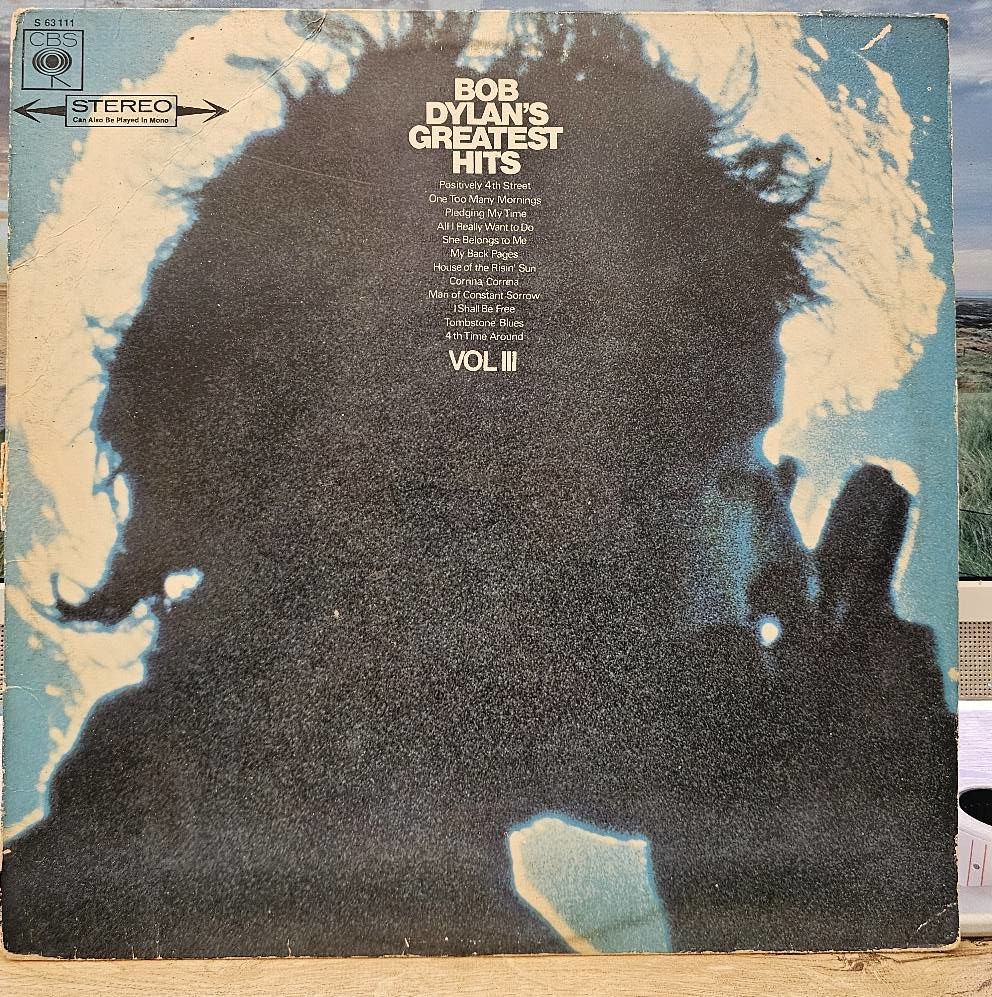 S 63111
CBS
STEREO
Can Also Be Played In Mono
BOB
DYLAN'S
GREATEST
HITS
Positively 4th Street
One Too Many Mornings
Pledging My Time
All I Really Want to Do
She Belongs to Me
My Back Pages
House of the Risin' Sun
Corrina, Corrina
Man of Constant Sorrow
I Shall Be Free
Tombstone Blues
4th Time Around
VOL III